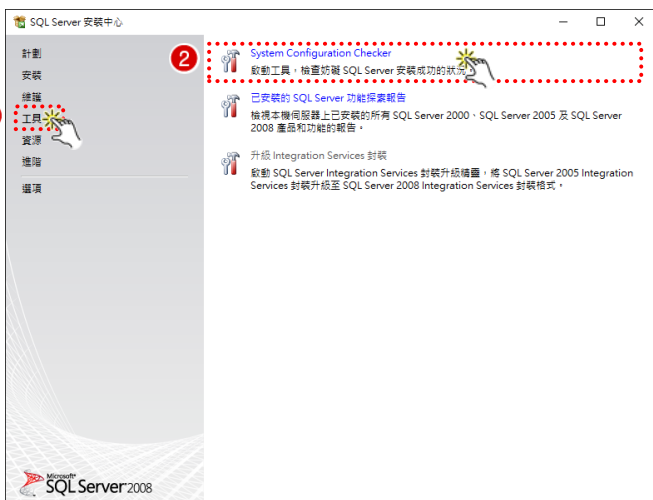 SQL Server 安裝中心
計劃
安裝
維護
工具
資源
進階
選項
2
System Configuration Checker
啟動工具，檢查妨礙 SQL Server 安裝成功的狀況
已安裝的 SQL Server 功能探索報告
檢視本機伺服器上已安裝的所有 SQL Server 2000、SQL Server 2005 及 SQL Server
2008 產品和功能的報告。
升級 Integration Services 封裝
啟動 SQL Server Integration Services 封裝升級精靈，將 SQL Server 2005 Integration
Services 封裝升級至 SQL Server 2008 Integration Services 封裝格式。
Microsoft
SQL Server 2008